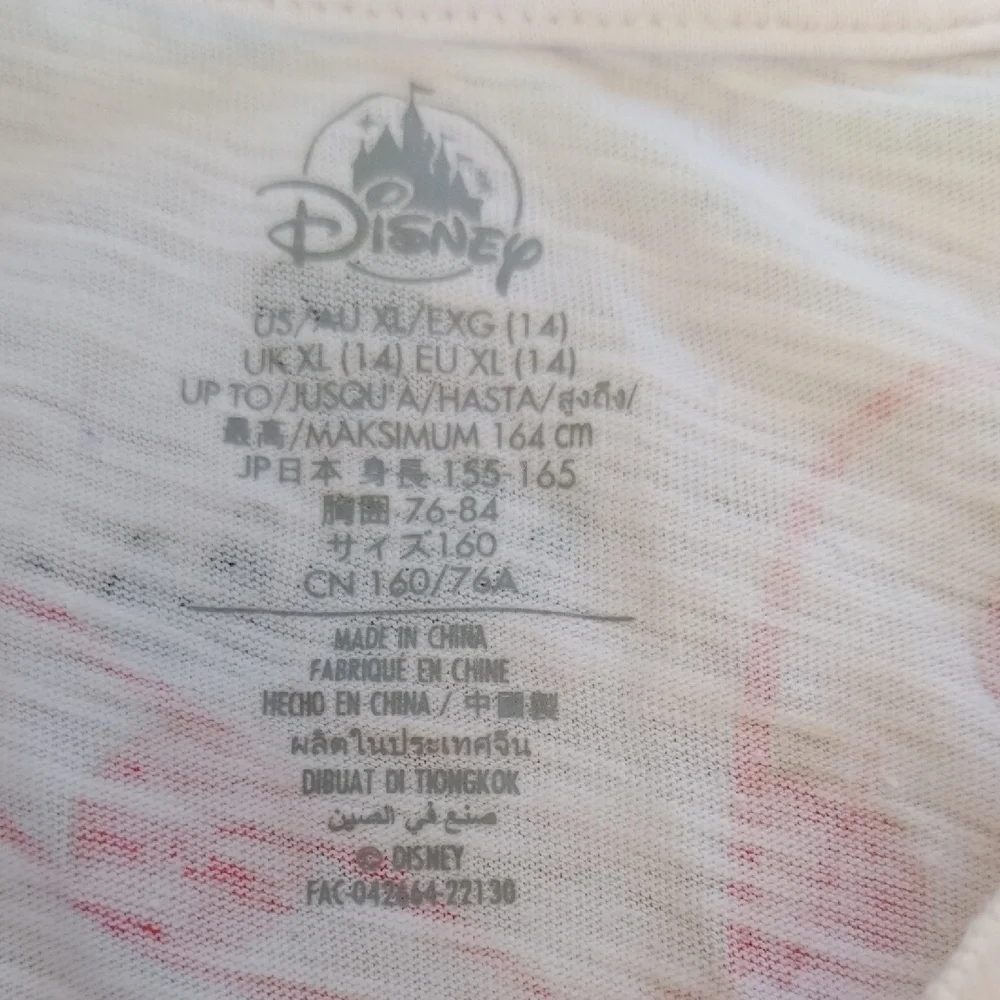 Disney
US/AU XL/EXG (14)
UK XL (14) EU XL (14)
UP TO/JUSQU'À/HASTA/สูงถึง/
最高/MAKSIMUM 164 cm
JP日本 身長 155-165
胸囲 76-84
サイズ160
CN 160/76A
MADE IN CHINA
FABRIQUÉ EN CHINE
HECHO EN CHINA / 中國製
ผลิตในประเทศจีน
DIBUAT DI TIONGKOK
صنع في الصين
© DISNEY
FAC-042664-22130